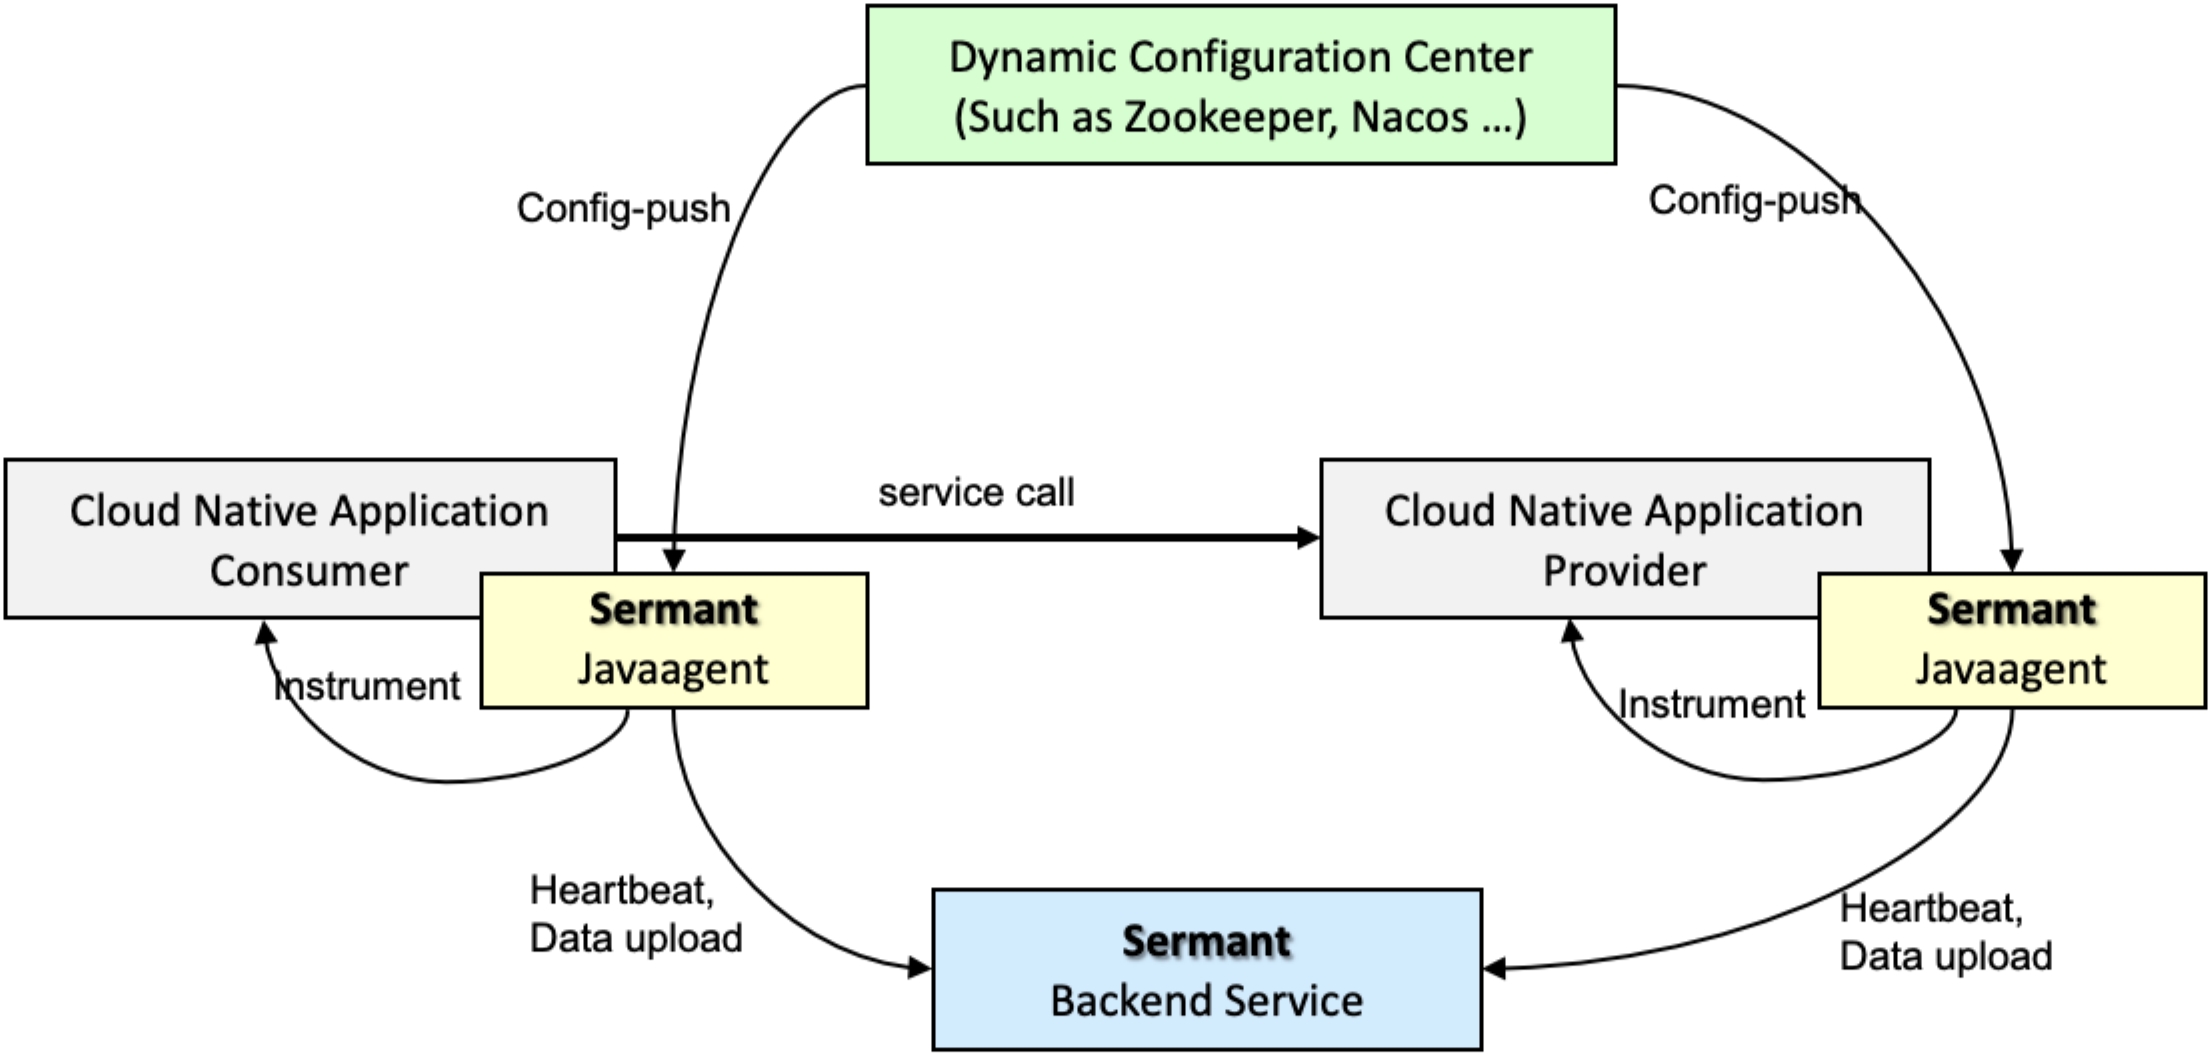 Dynamic Configuration Center
(Such as Zookeeper, Nacos ...)
Config-push
Config-push
service call
Cloud Native Application
Consumer
Cloud Native Application
Provider
Sermant
Javaagent
Sermant
Javaagent
Instrument
Instrument
Heartbeat,
Data upload
Heartbeat,
Data upload
Sermant
Backend Service